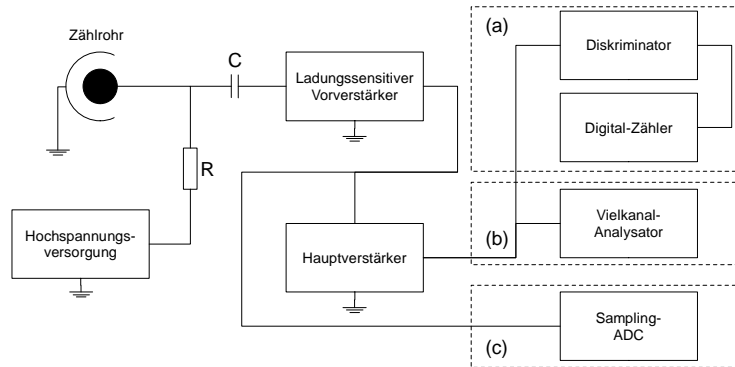 Zählrohr
C
Ladungssensitiver
Vorverstärker
R
Hochspannungs-
versorgung
Hauptverstärker
(a)
Diskriminator
Digital-Zähler
(b)
Vielkanal-
Analysator
(c)
Sampling-
ADC